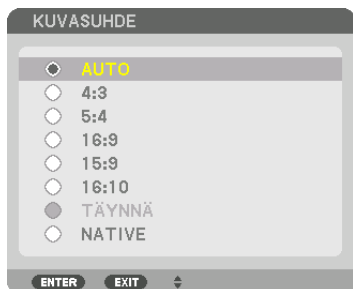 KUVASUHDE
AUTO
4:3
5:4
16:9
15:9
16:10
TÄYNNÄ
NATIVE
ENTER EXIT